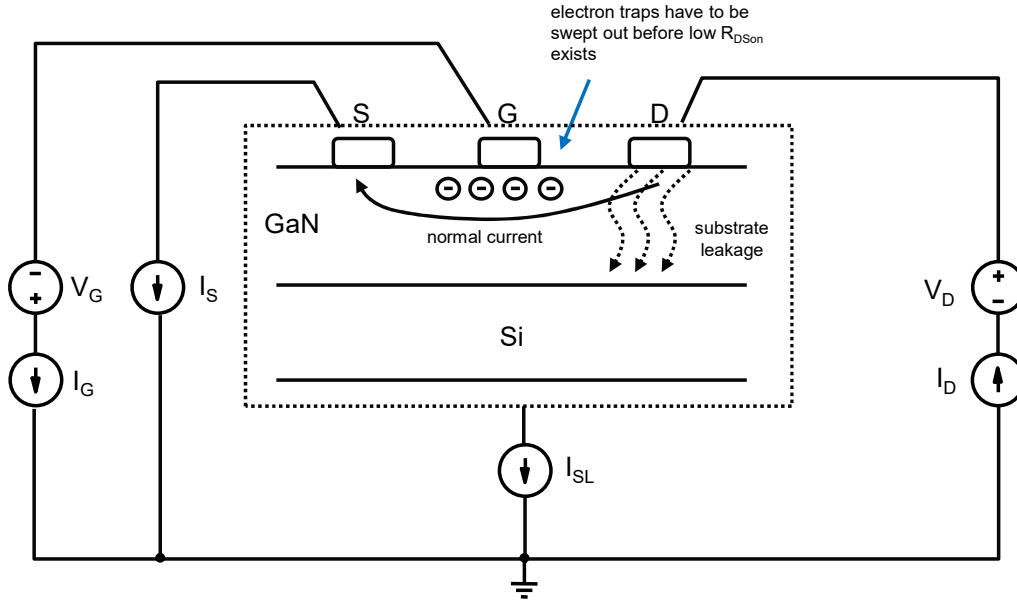 electron traps have to be
swept out before low R_DSon
exists
S
G
D
GaN
normal current
substrate
leakage
V_G
I_S
V_D
Si
I_G
I_D
I_SL